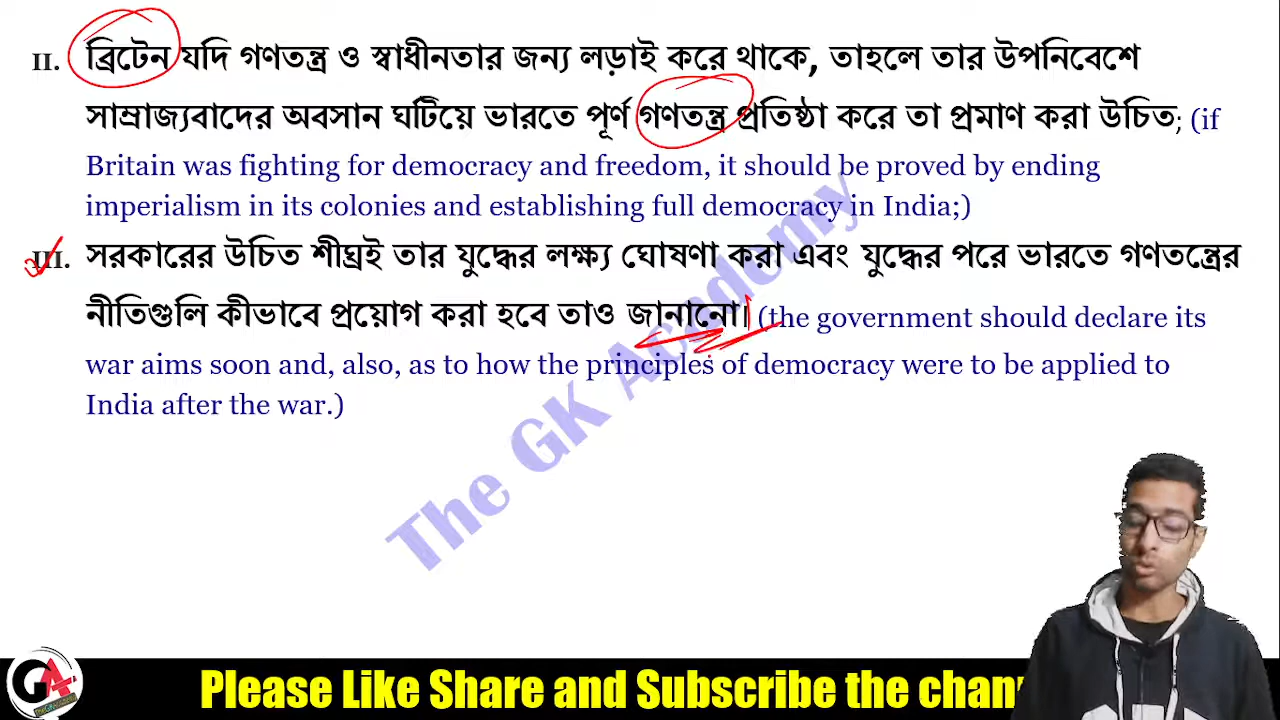 II. ব্রিটেন যদি গণতন্ত্র ও স্বাধীনতার জন্য লড়াই করে থাকে, তাহলে তার উপনিবেশে
সাম্রাজ্যবাদের অবসান ঘটিয়ে ভারতে পূর্ণ গণতন্ত্র প্রতিষ্ঠা করে তা প্রমাণ করা উচিত; (if
Britain was fighting for democracy and freedom, it should be proved by ending
imperialism in its colonies and establishing full democracy in India;)
III. সরকারের উচিত শীঘ্রই তার যুদ্ধের লক্ষ্য ঘোষণা করা এবং যুদ্ধের পরে ভারতে গণতন্ত্রের
নীতিগুলি কীভাবে প্রয়োগ করা হবে তাও জানানো। (the government should declare its
war aims soon and, also, as to how the principles of democracy were to be applied to
India after the war.)
The GK Academy
GA
Please Like Share and Subscribe the chan